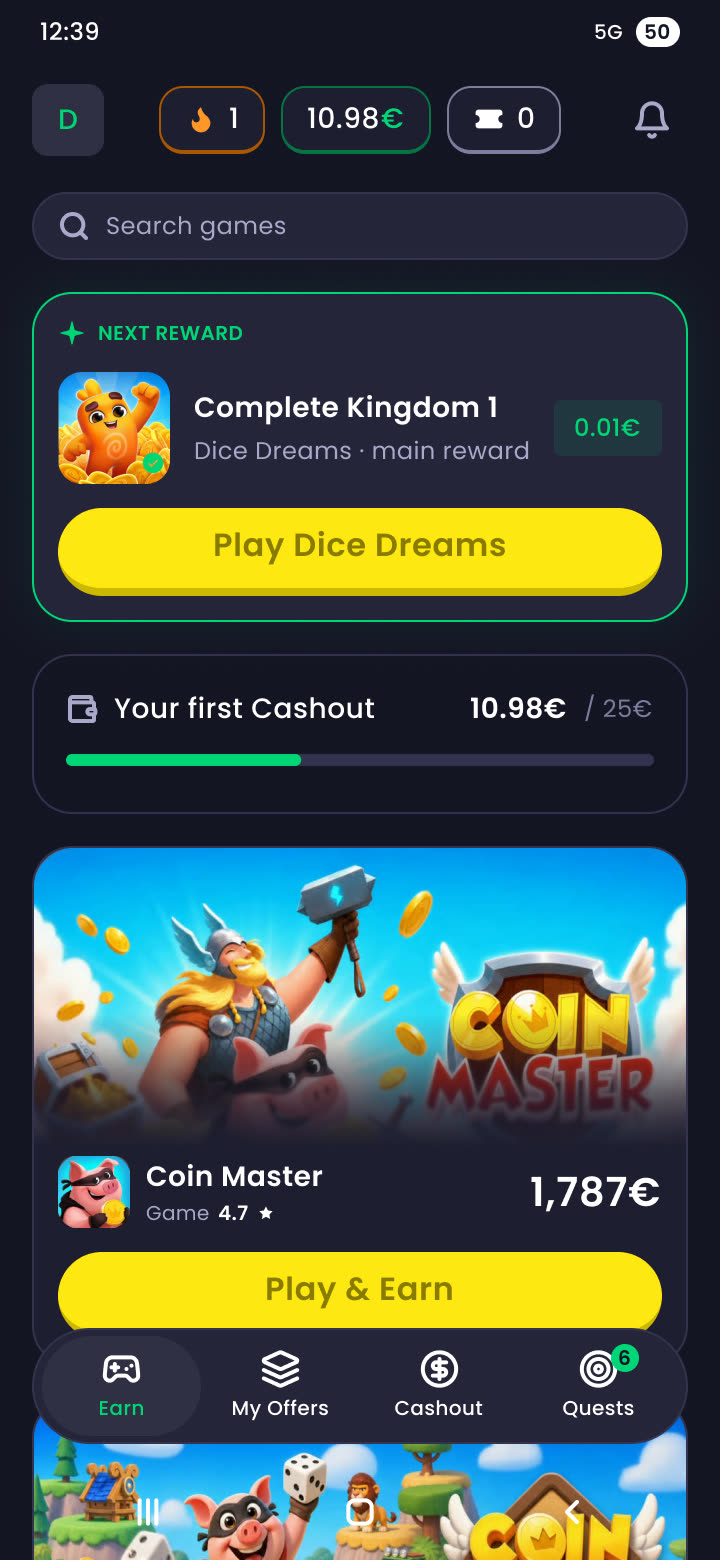 12:39
5G 50
D 1 10.98€ 0
Search games
NEXT REWARD
Complete Kingdom 1
Dice Dreams · main reward
0.01€
Play Dice Dreams
Your first Cashout 10.98€ / 25€
COIN
MASTER
Coin Master
Game 4.7 ★
1,787€
Play & Earn
6
Earn My Offers Cashout Quests
COIN